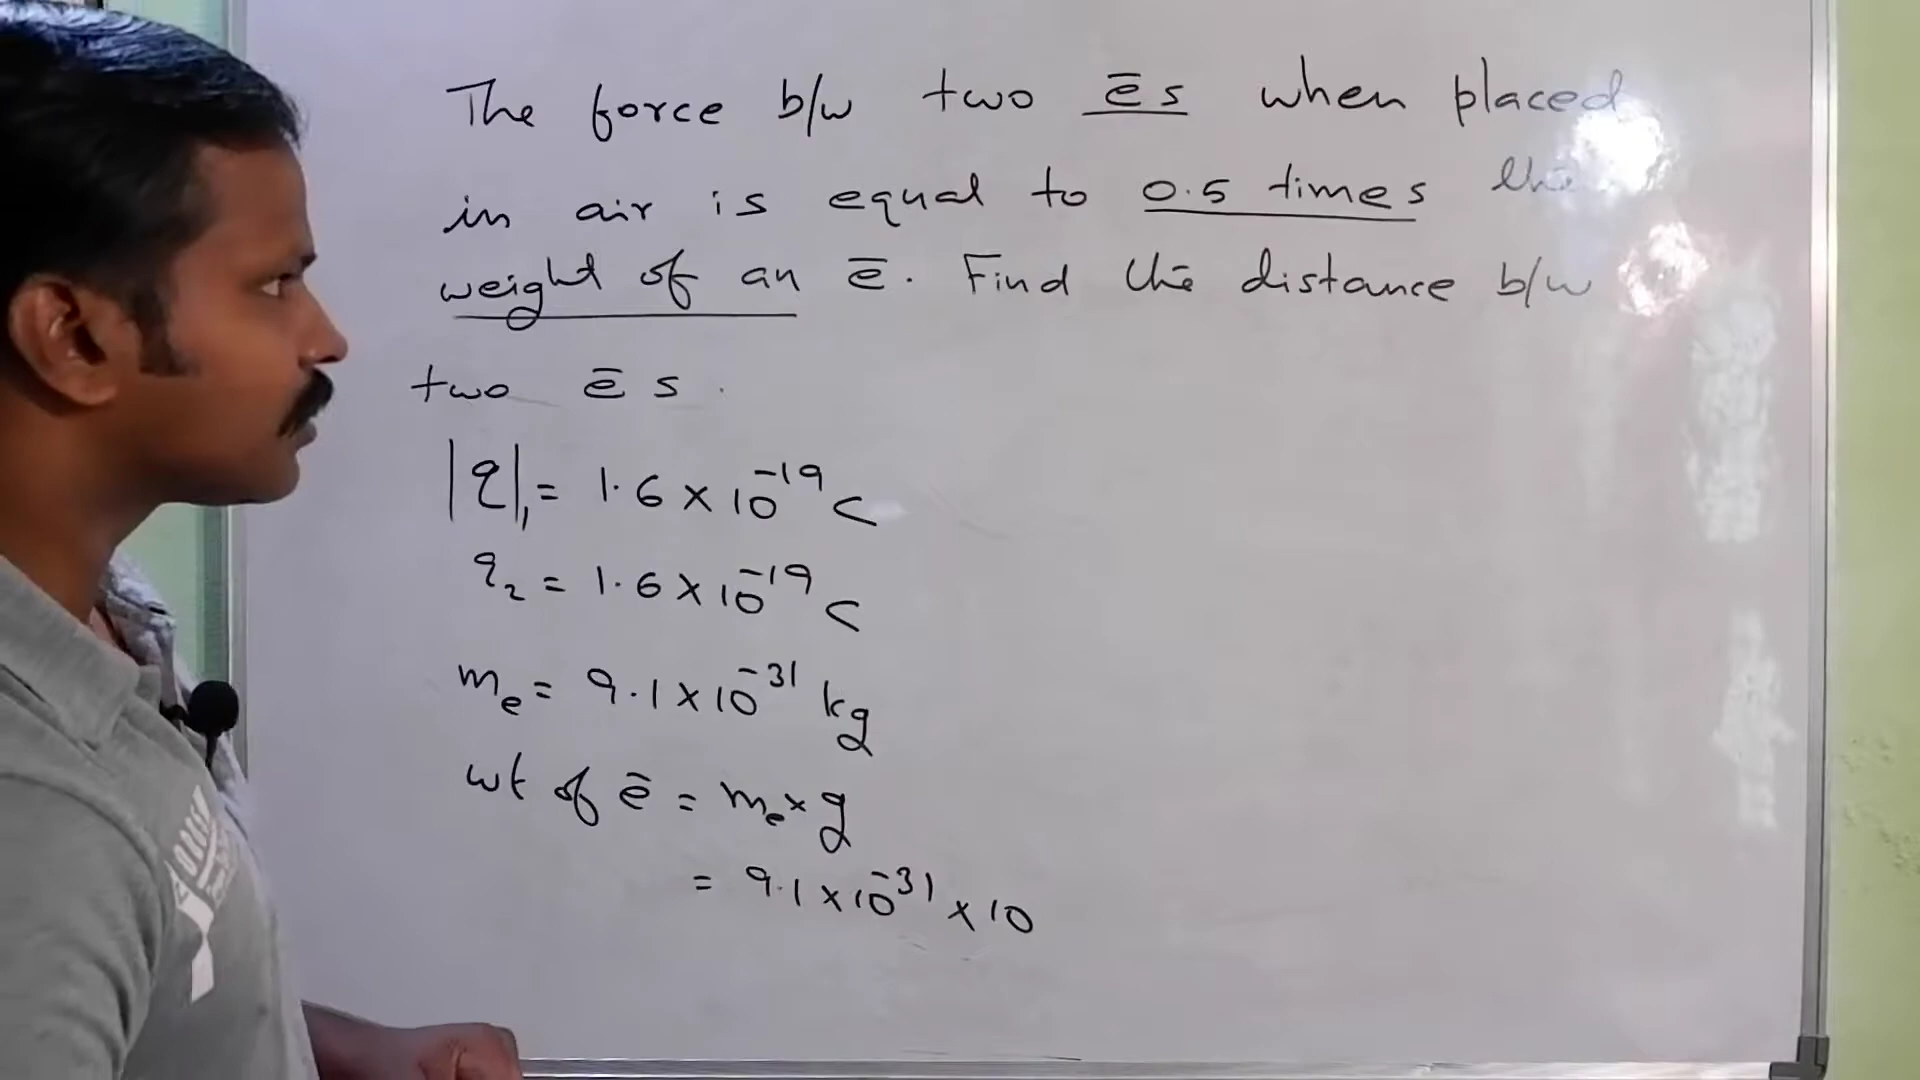 The force b/w two ēs when placed
in air is equal to 0.5 times the
weight of an ē. Find the distance b/w
two ēs.
|q|₁ = 1.6 × 10⁻¹⁹ C
q₂ = 1.6 × 10⁻¹⁹ C
mₑ = 9.1 × 10⁻³¹ kg
wt of ē = mₑ × g
= 9.1 × 10⁻³¹ × 10